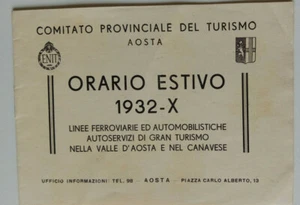 COMITATO PROVINCIALE DEL TURISMO
AOSTA
ENIT
ORARIO ESTIVO
1932-X
LINEE FERROVIARIE ED AUTOMOBILISTICHE
AUTOSERVIZI DI GRAN TURISMO
NELLA VALLE D'AOSTA E NEL CANAVESE
UFFICIO INFORMAZIONI: TEL. 98 AOSTA - PIAZZA CARLO ALBERTO, 13